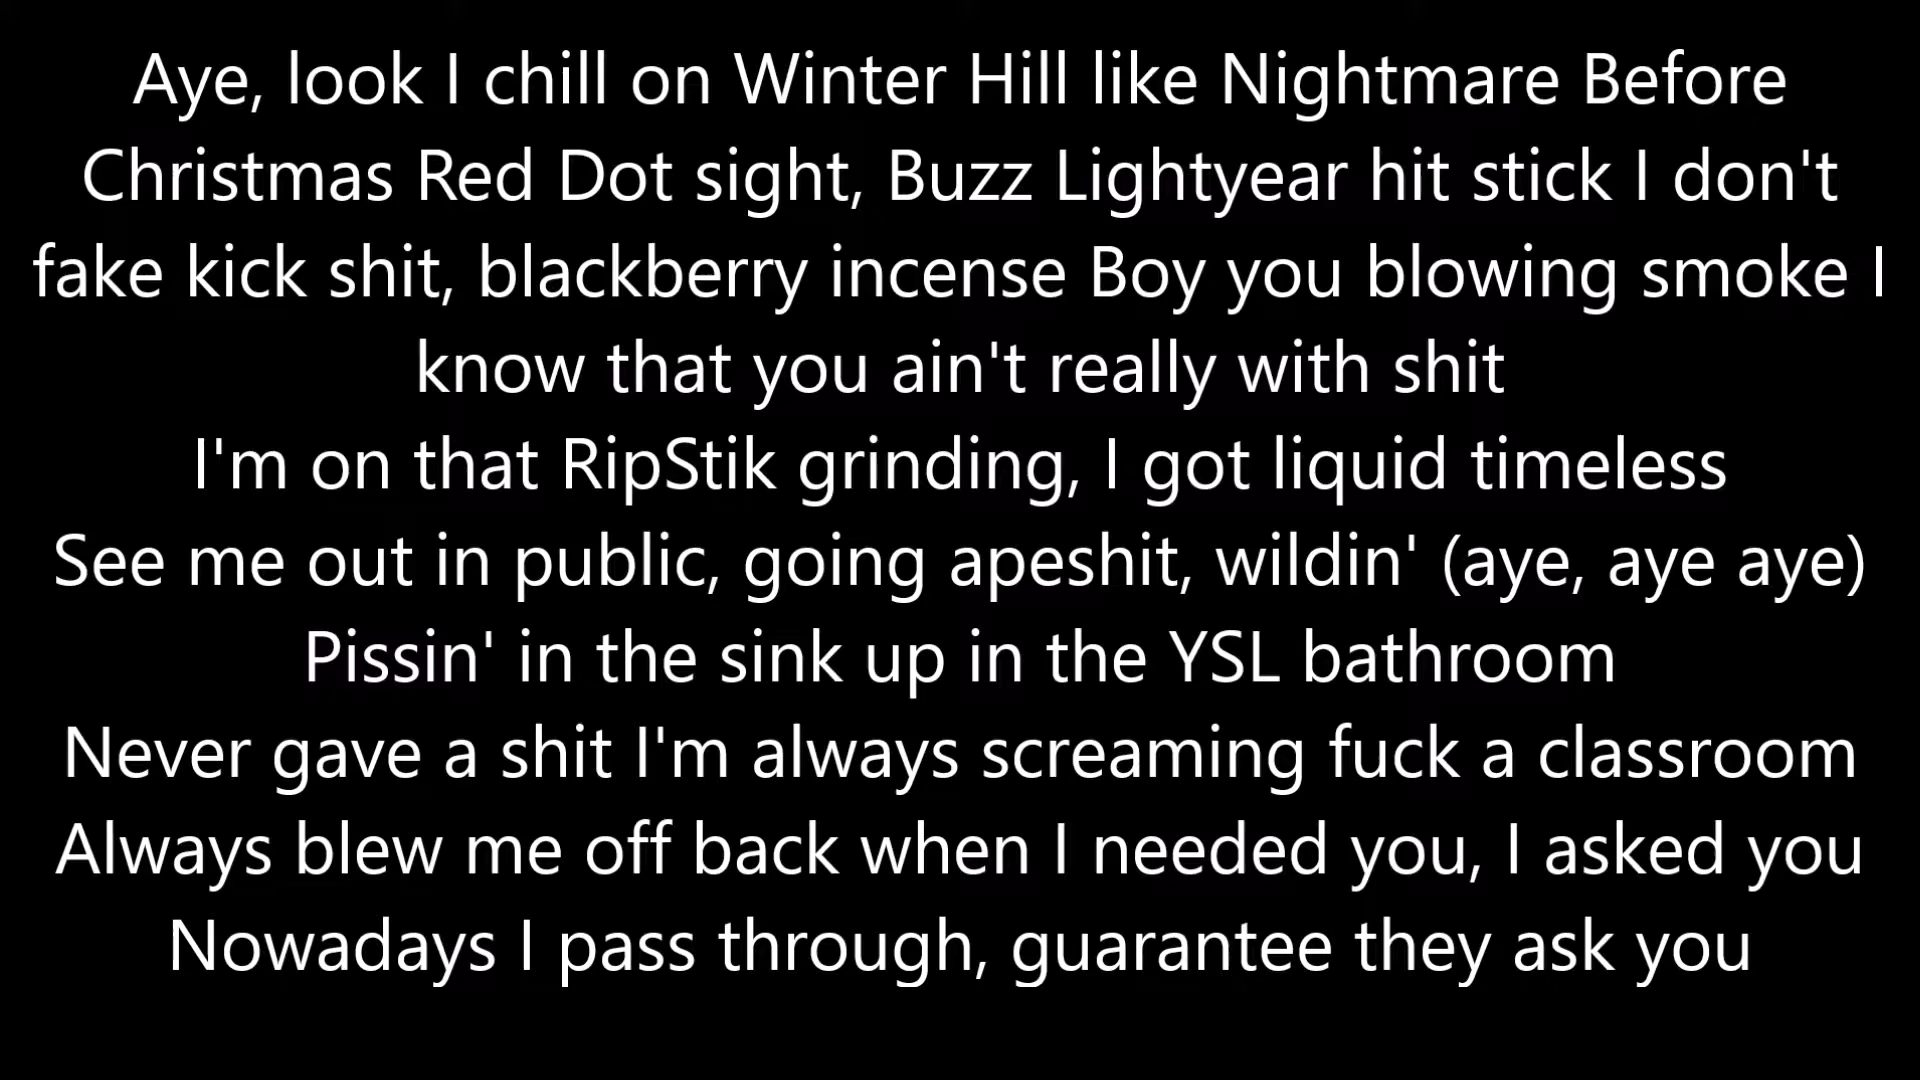 Aye, look I chill on Winter Hill like Nightmare Before
Christmas Red Dot sight, Buzz Lightyear hit stick I don't
fake kick shit, blackberry incense Boy you blowing smoke I
know that you ain't really with shit
I'm on that RipStik grinding, I got liquid timeless
See me out in public, going apeshit, wildin' (aye, aye aye)
Pissin' in the sink up in the YSL bathroom
Never gave a shit I'm always screaming fuck a classroom
Always blew me off back when I needed you, I asked you
Nowadays I pass through, guarantee they ask you